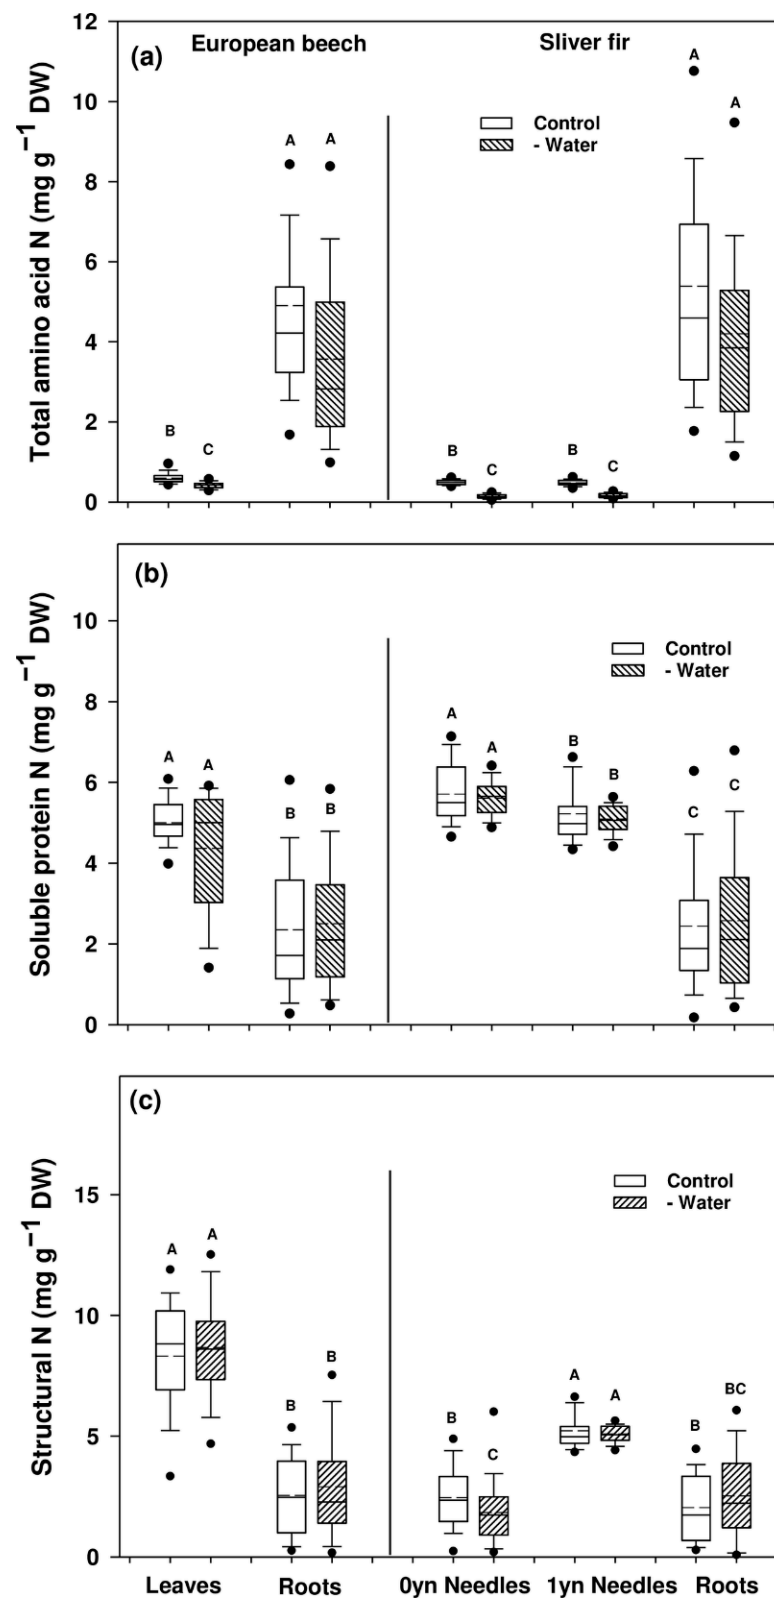 (a) European beech Sliver fir
Control
- Water
Total amino acid N (mg g⁻¹ DW)
12
10
8
6
4
2
0
B
C
A
A
B
C
B
C
A
A
(b)
Control
- Water
Soluble protein N (mg g⁻¹ DW)
10
8
6
4
2
0
A
A
B
B
A
A
B
B
C
C
(c)
Control
- Water
Structural N (mg g⁻¹ DW)
15
10
5
0
A
A
B
B
B
C
A
A
B
BC
Leaves Roots 0yn Needles 1yn Needles Roots